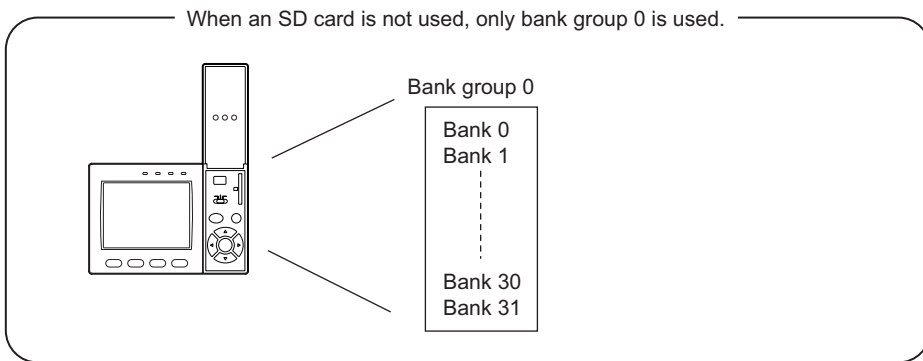 When an SD card is not used, only bank group 0 is used.
Bank group 0
Bank 0
Bank 1
Bank 30
Bank 31